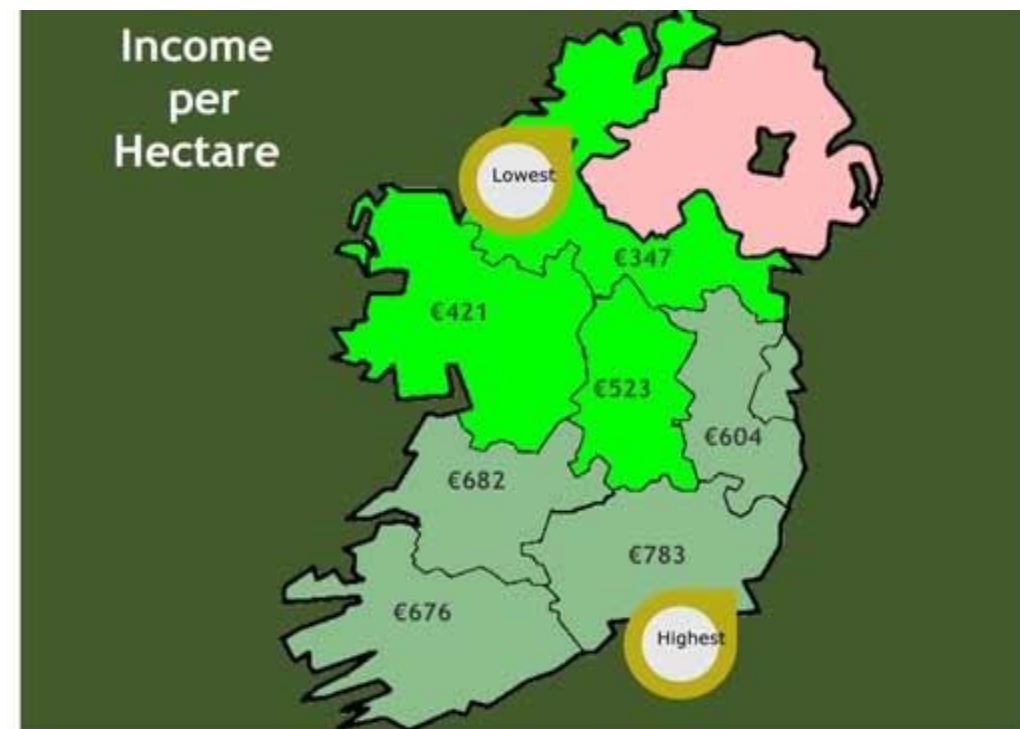 Income
per
Hectare
Lowest
€347
€421
€523
€604
€682
€783
€676
Highest